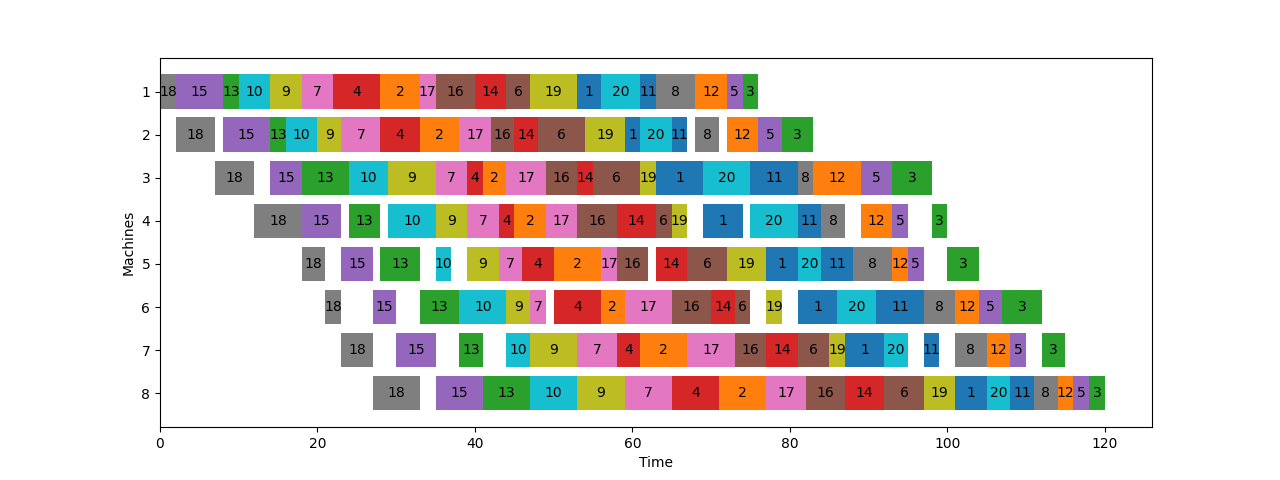 1 18 15 13 10 9 7 4 2 17 16 14 6 19 1 20 11 8 12 5 3
2 18 15 13 10 9 7 4 2 17 16 14 6 19 1 20 11 8 12 5 3
3 18 15 13 10 9 7 4 2 17 16 14 6 19 1 20 11 8 12 5 3
4 18 15 13 10 9 7 4 2 17 16 14 6 19 1 20 11 8 12 5 3
5 18 15 13 10 9 7 4 2 17 16 14 6 19 1 20 11 8 12 5 3
6 18 15 13 10 9 7 4 2 17 16 14 6 19 1 20 11 8 12 5 3
7 18 15 13 10 9 7 4 2 17 16 14 6 19 1 20 11 8 12 5 3
8 18 15 13 10 9 7 4 2 17 16 14 6 19 1 20 11 8 12 5 3
Machines
0 20 40 60 80 100 120
Time